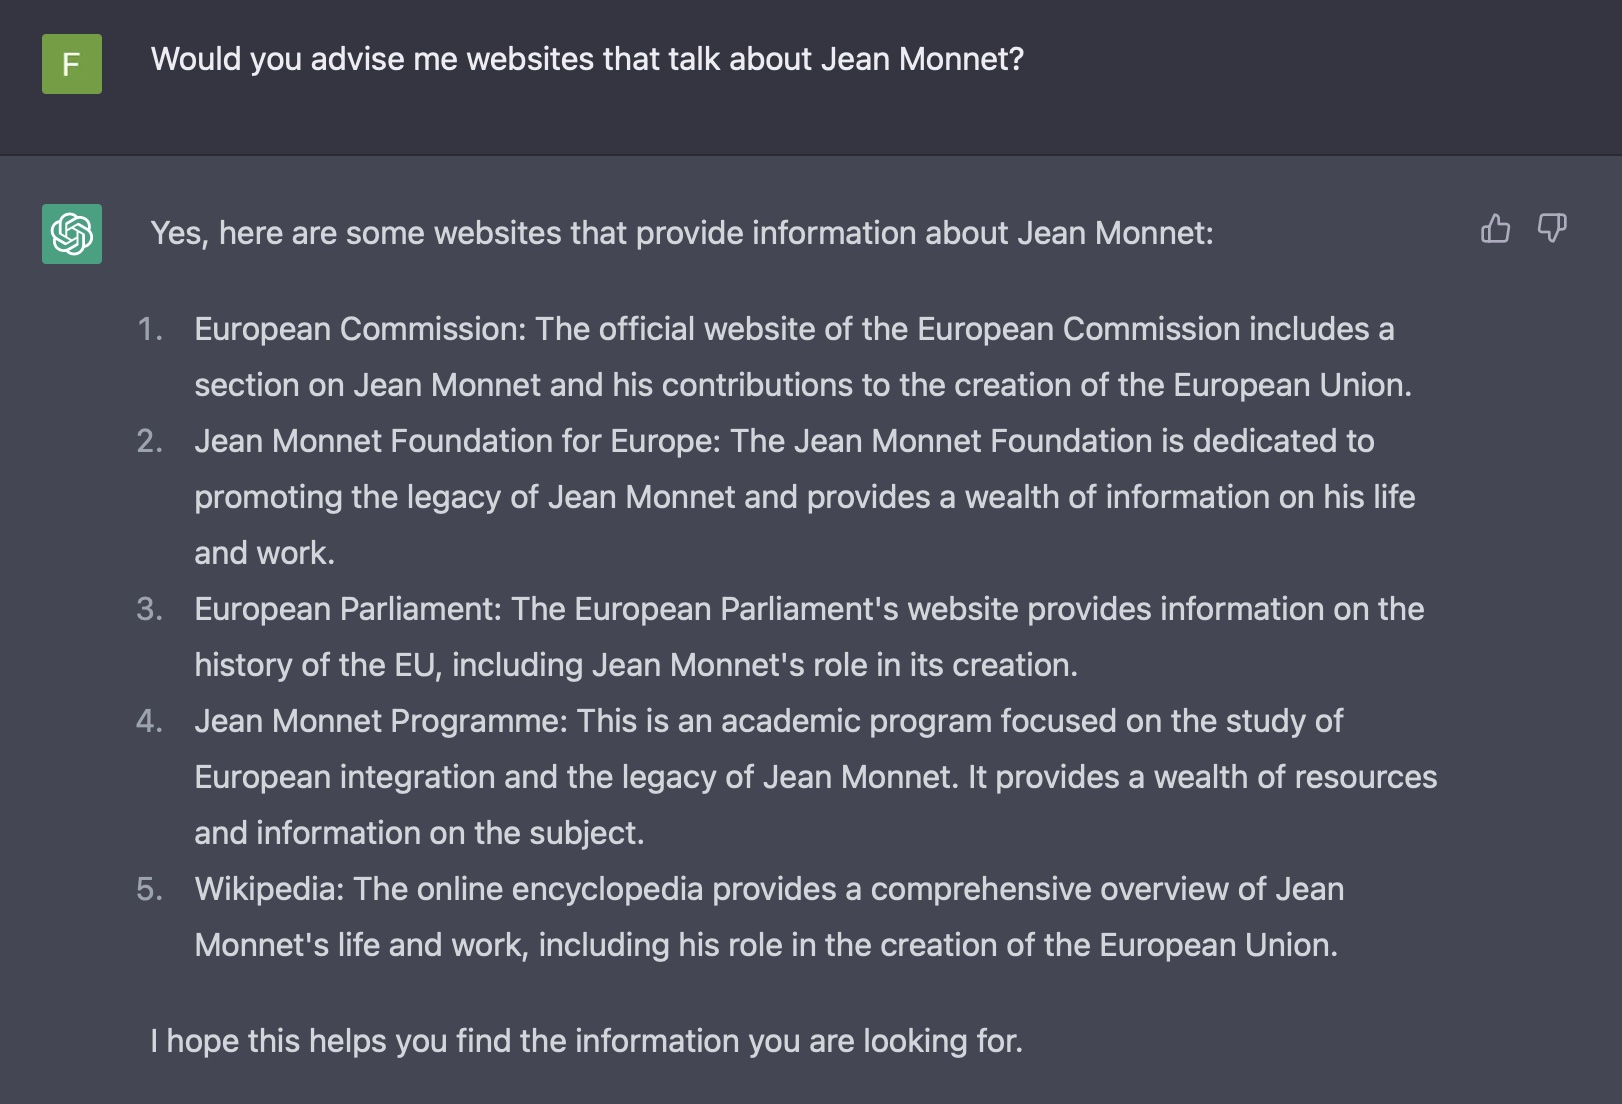 F
Would you advise me websites that talk about Jean Monnet?
Yes, here are some websites that provide information about Jean Monnet:
1. European Commission: The official website of the European Commission includes a
section on Jean Monnet and his contributions to the creation of the European Union.
2. Jean Monnet Foundation for Europe: The Jean Monnet Foundation is dedicated to
promoting the legacy of Jean Monnet and provides a wealth of information on his life
and work.
3. European Parliament: The European Parliament's website provides information on the
history of the EU, including Jean Monnet's role in its creation.
4. Jean Monnet Programme: This is an academic program focused on the study of
European integration and the legacy of Jean Monnet. It provides a wealth of resources
and information on the subject.
5. Wikipedia: The online encyclopedia provides a comprehensive overview of Jean
Monnet's life and work, including his role in the creation of the European Union.
I hope this helps you find the information you are looking for.